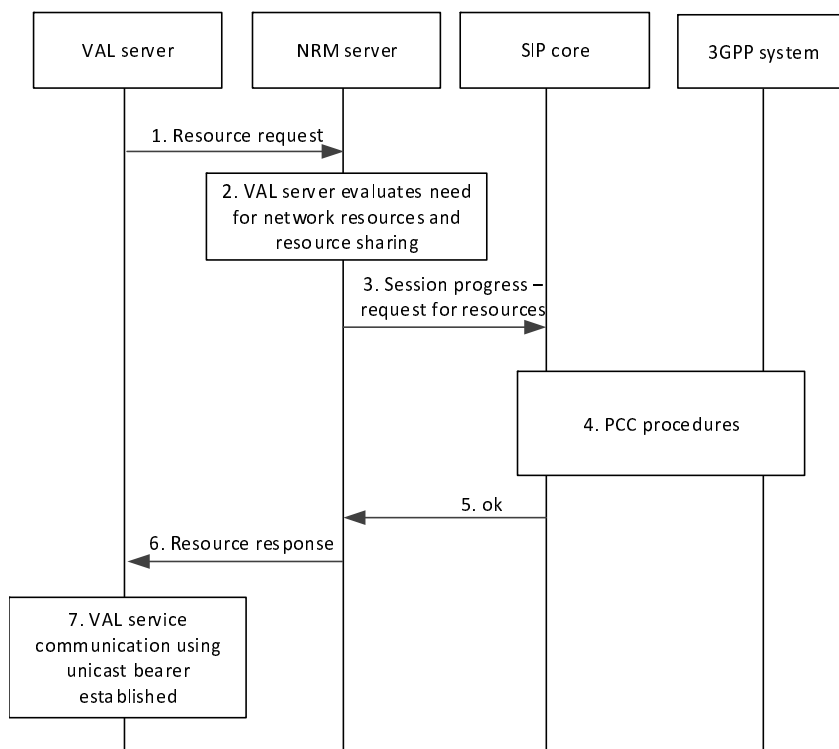 VAL server
NRM server
SIP core
3GPP system
1. Resource request
2. VAL server evaluates need
for network resources and
resource sharing
3. Session progress –
request for resources
4. PCC procedures
5. ok
6. Resource response
7. VAL service
communication using
unicast bearer
established